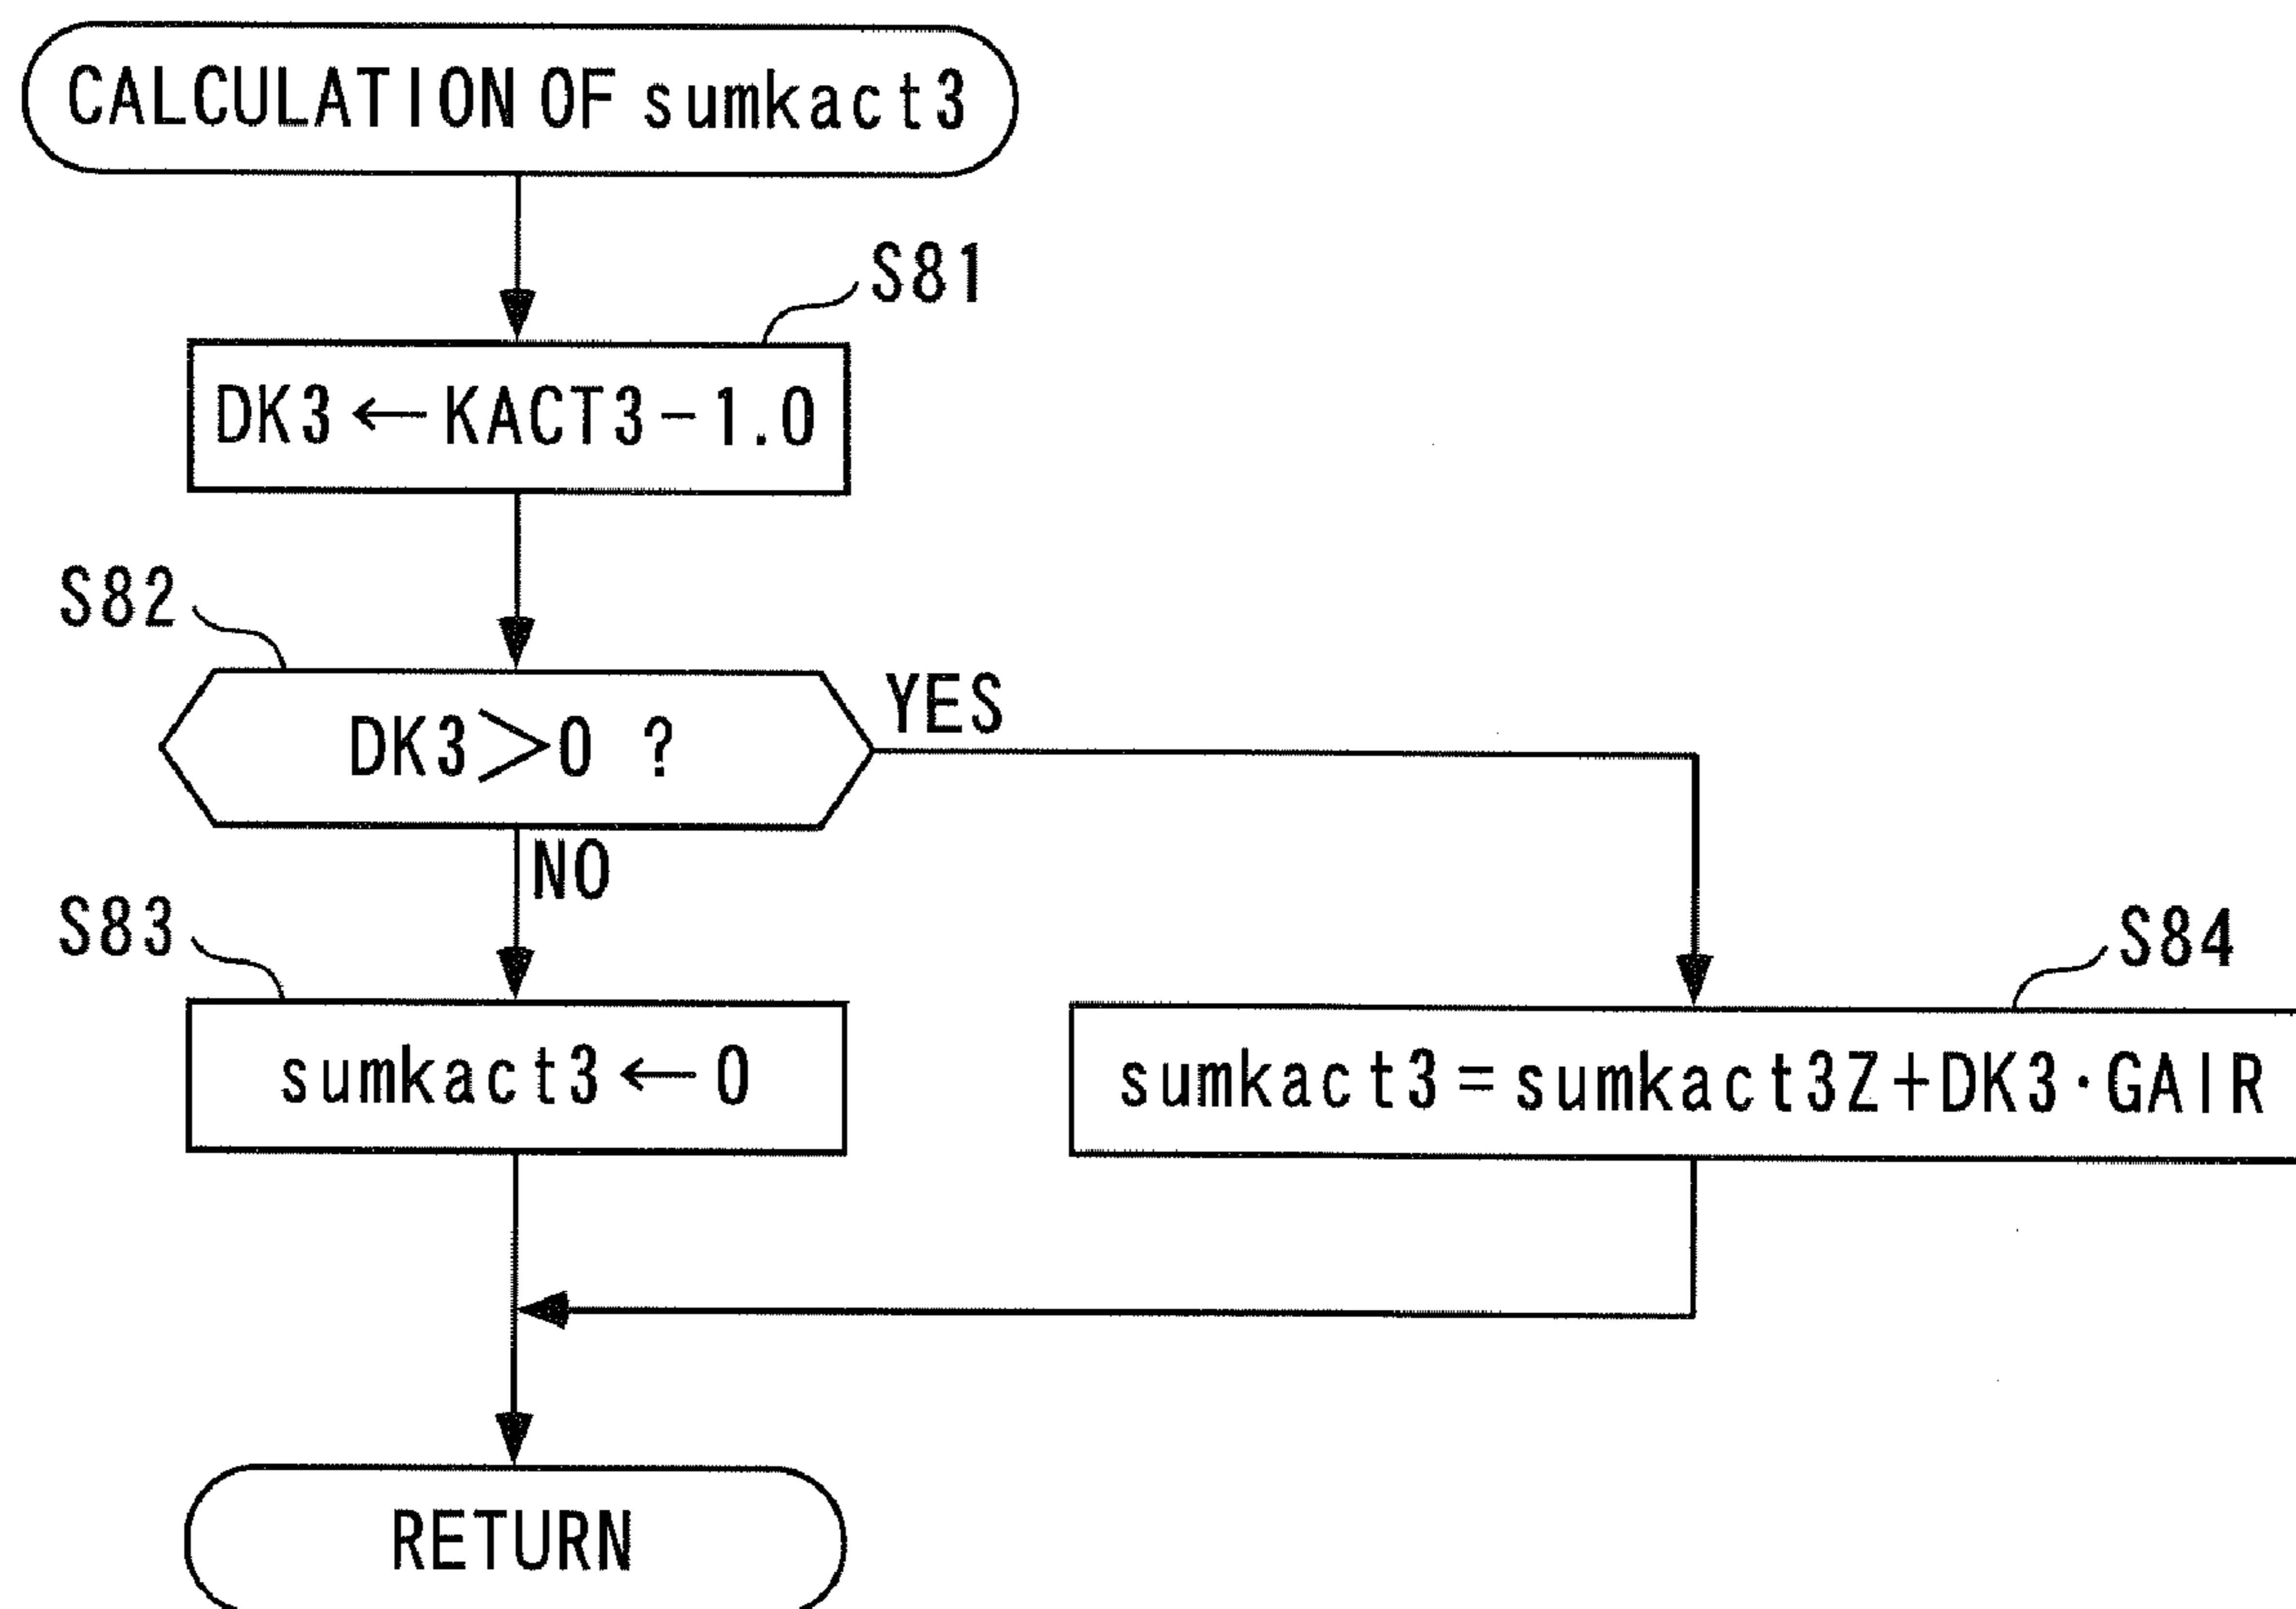 CALCULATION OF sumkact3
S81
DK3←KACT3-1.0
S82
DK3>0 ?
YES
NO
S83
sumkact3←0
S84
sumkact3=sumkact3Z+DK3·GAIR
RETURN